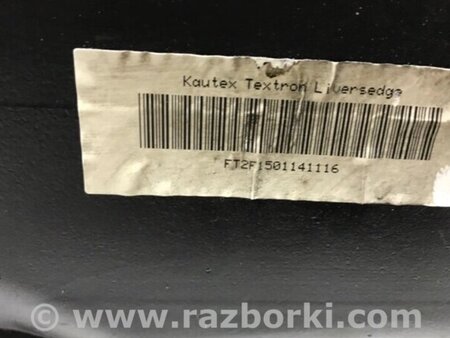 Kautex Textron Liversedge
FT2F1501141116
© www.razborki.com